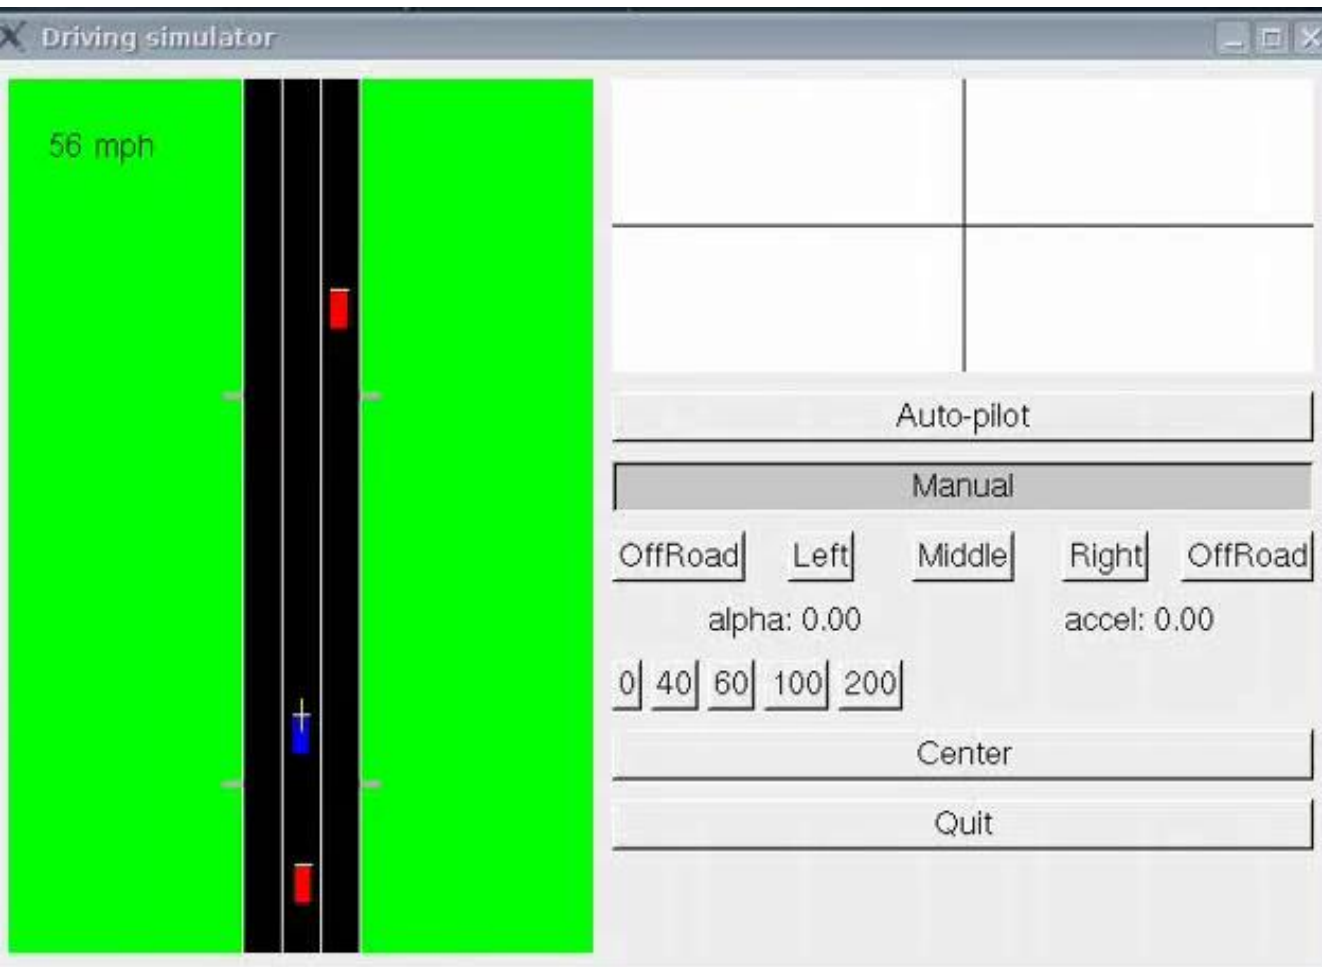 Driving simulator
56 mph
Auto-pilot
Manual
OffRoad Left Middle Right OffRoad
alpha: 0.00 accel: 0.00
0 40 60 100 200
Center
Quit